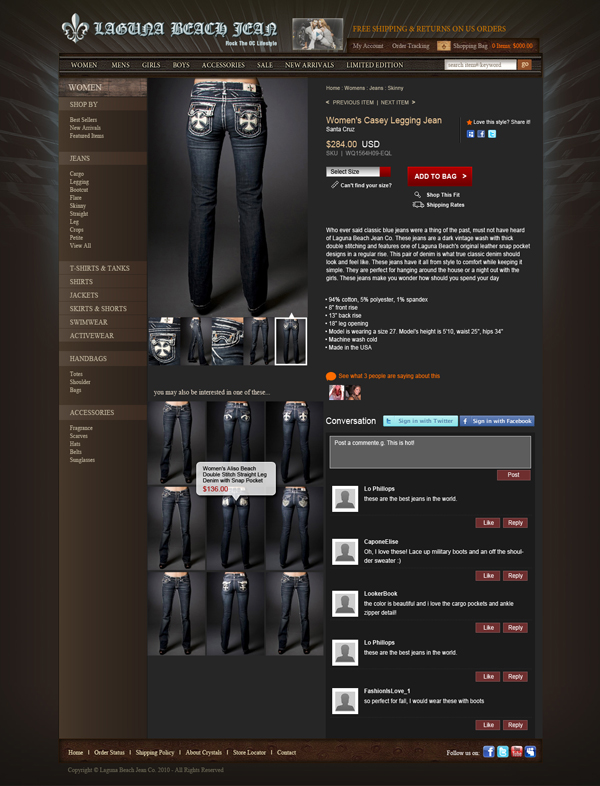 LAGUNA BEACH JEAN
Rock The OC Lifestyle
FREE SHIPPING & RETURNS ON US ORDERS
My Account Order Tracking Shopping Bag 0 Items: $000.00
WOMEN MENS GIRLS BOYS ACCESSORIES SALE NEW ARRIVALS LIMITED EDITION
search item#/keyword go
WOMEN
SHOP BY
Best Sellers
New Arrivals
Featured Items
JEANS
Cargo
Legging
Bootcut
Flare
Skinny
Straight
Leg
Crops
Petite
View All
T-SHIRTS & TANKS
SHIRTS
JACKETS
SKIRTS & SHORTS
SWIMWEAR
ACTIVEWEAR
HANDBAGS
Totes
Shoulder
Bags
ACCESSORIES
Fragrance
Scarves
Hats
Belts
Sunglasses
you may also be interested in one of these...
Women's Aliso Beach
Double Stitch Straight Leg
Denim with Snap Pocket
$136.00
Home : Womens : Jeans : Skinny
< PREVIOUS ITEM | NEXT ITEM >
Women's Casey Legging Jean
Santa Cruz
Love this style? Share it!
$284.00 USD
SKU | WQ1564H09-EQL
Select Size
ADD TO BAG >
Can't find your size?
Shop This Fit
Shipping Rates
Who ever said classic blue jeans were a thing of the past, must not have heard
of Laguna Beach Jean Co. These jeans are a dark vintage wash with thick
double stitching and features one of Laguna Beach's original leather snap pocket
designs in a rise. This pair of denim is what true classic denim should
look and feel like. These jeans have it all from style to comfort while keeping it
simple. They are perfect for hanging around the house or a night out with the
girls. These jeans make you wonder how should you spend your day
• 94% cotton, 5% polyester, 1% spandex
• 8" front rise
• 13" back rise
• 18" leg opening
• Model is wearing a size 27. Model's height is 5'10, waist 25", hips 34"
• Machine wash cold
• Made in the USA
See what 3 people are saying about this
Conversation Sign in with Twitter Sign in with Facebook
Post a commente.g. This is hot!
Post
Lo Phillops
these are the best jeans in the world.
Like Reply
CaponeElise
Oh, I love these! Lace up military boots and an off the shoul-
der sweater :)
Like Reply
LookerBook
the color is beautiful and i love the cargo pockets and ankle
zipper detail!
Like Reply
Lo Phillops
these are the best jeans in the world.
Like Reply
FashionIsLove_1
so perfect for fall, I would wear these with boots
Like Reply
Home | Order Status | Shipping Policy | About Crystals | Store Locator | Contact
Follow us on:
Copyright © Laguna Beach Jean Co. 2010 - All Rights Reserved